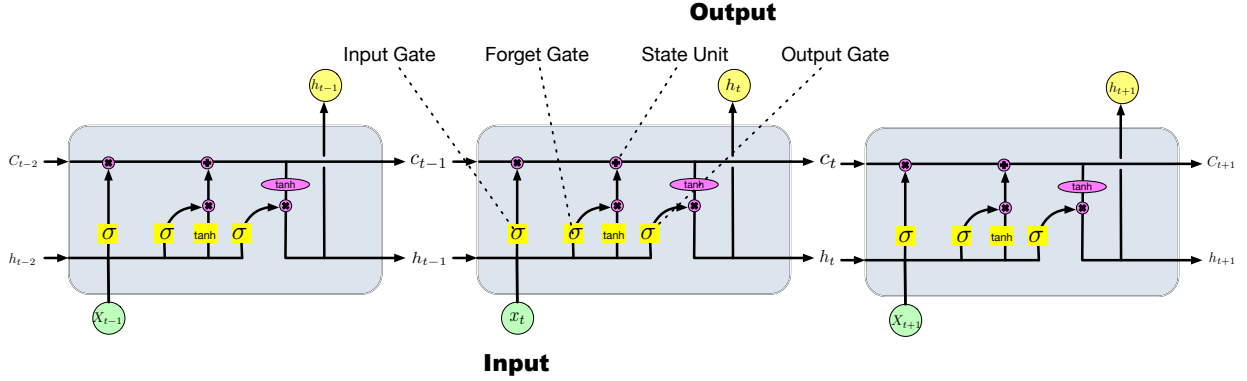 Output
Input Gate Forget Gate State Unit Output Gate
h_{t-1} h_t h_{t+1}
C_{t-2} c_{t-1} c_t C_{t+1}
tanh tanh tanh
σ σ tanh σ σ σ tanh σ σ σ tanh σ
h_{t-2} h_{t-1} h_t h_{t+1}
X_{t-1} x_t X_{t+1}
Input